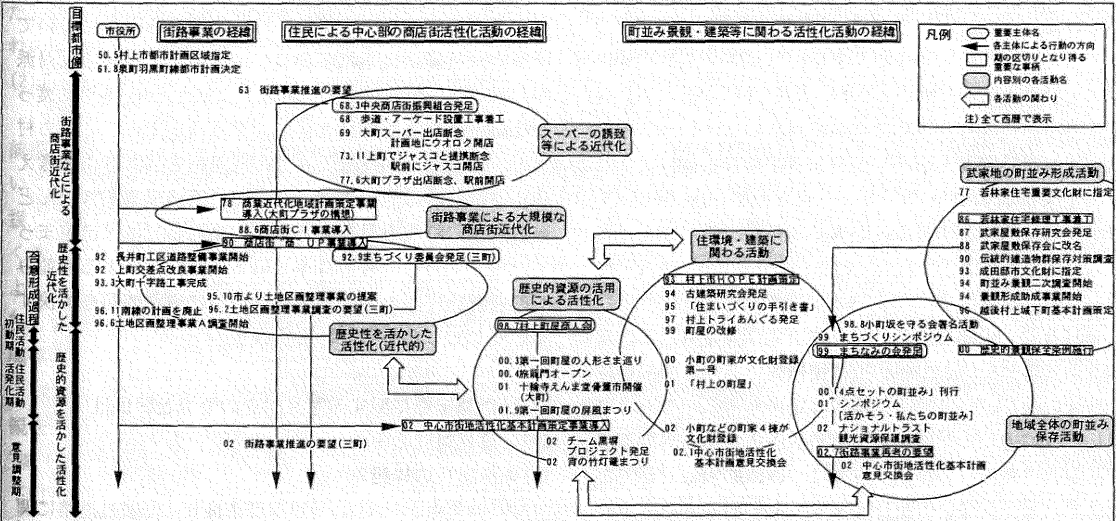 目標都市像
市役所
街路事業の経緯
住民による中心部の商店街活性化活動の経緯
町並み景観・建築等に関わる活性化活動の経緯
凡例
重要主体名
各主体による行動の方向
期の区切りとなり得る
重要な事柄
内容別の各活動名
各活動の関わり
注)全て西暦で表示
50.5村上市都市計画区域指定
61.8泉町羽黒町線都市計画決定
63 街路事業推進の要望
68.3中央商店街振興組合発足
68 歩道・アーケード設置工事着工
69 大町スーパー出店断念
計画地にウオロク開店
73.11上町でジャスコと提携断念
駅前にジャスコ開店
77.6大町プラザ出店断念、駅前開店
スーパーの誘致
等による近代化
街路事業などによる
商店街近代化
78 商業近代化地域計画策定事業
導入(大町プラザの構想)
88.6商店街CI事業導入
90 商店街“商”UP事業導入
街路事業による大規模な
商店街近代化
92 長井町工区道路整備事業開始
92 上町交差点改良事業開始
93.3大町十字路工事完成
96.11南線の計画を廃止
96.6土地区画整理事業A調査開始
92.9まちづくり委員会発足(三町)
95.10市より土地区画整理事業の提案
96.2土地区画整理事業調査の要望(三町)
歴史性を活かした
活性化(近代的)
歴史性を活かした
近代化
合意形成過程
住民活動
初動期
住民活動
活発化期
意見調整期
歴史的資源を活かした活性化
歴史的資源の活用
による活性化
98.7村上町屋商人会
00.3第一回町屋の人形さま巡り
00.4旅籠門オープン
01 十輪寺えんま堂骨董市開催
(大町)
01.9第一回町屋の屏風まつり
02 中心市街地活性化基本計画策定事業導入
02 街路事業推進の要望(三町)
02 チーム黒塀
プロジェクト発足
02 宵の竹灯篭まつり
住環境・建築に
関わる活動
93 村上市HOPE計画策定
94 古建築研究会発足
95 「住まいづくりの手引き書」
97 村上トライあんぐる発足
99 町屋の改修
00 小町の町家が文化財登録
第一号
01 「村上の町屋」
02 小町などの町家4棟が
文化財登録
02.1中心市街地活性化
基本計画意見交換会
武家地の町並み形成活動
77 若林家住宅重要文化財に指定
86 若林家住宅修理工事着工
87 武家屋敷保存研究会発足
88 武家屋敷保存会に改名
90 伝統的建造物群保存対策調査
93 成田邸市文化財に指定
94 町並み景観二次調査開始
94 景観形成助成事業開始
96 越後村上城下町基本計画策定
98.8小町坂を守る会署名活動
99 まちづくりシンポジウム
99 まちなみの会発足
00 歴史的景観保全条例施行
00 「4点セットの町並み」刊行
01 シンポジウム
[活かそう・私たちの町並み]
02 ナショナルトラスト
観光資源保護調査
02.7街路事業再考の要望
02 中心市街地活性化基本計画
意見交換会
地域全体の町並み
保存活動